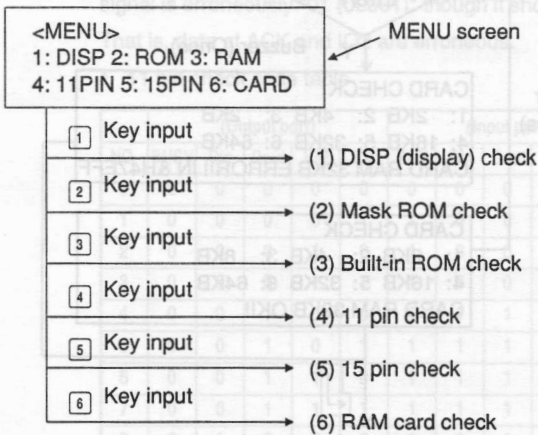 <MENU>
1: DISP 2: ROM 3: RAM
4: 11PIN 5: 15PIN 6: CARD
MENU screen
1 Key input
(1) DISP (display) check
2 Key input
(2) Mask ROM check
3 Key input
(3) Built-in ROM check
4 Key input
(4) 11 pin check
5 Key input
(5) 15 pin check
6 Key input
(6) RAM card check